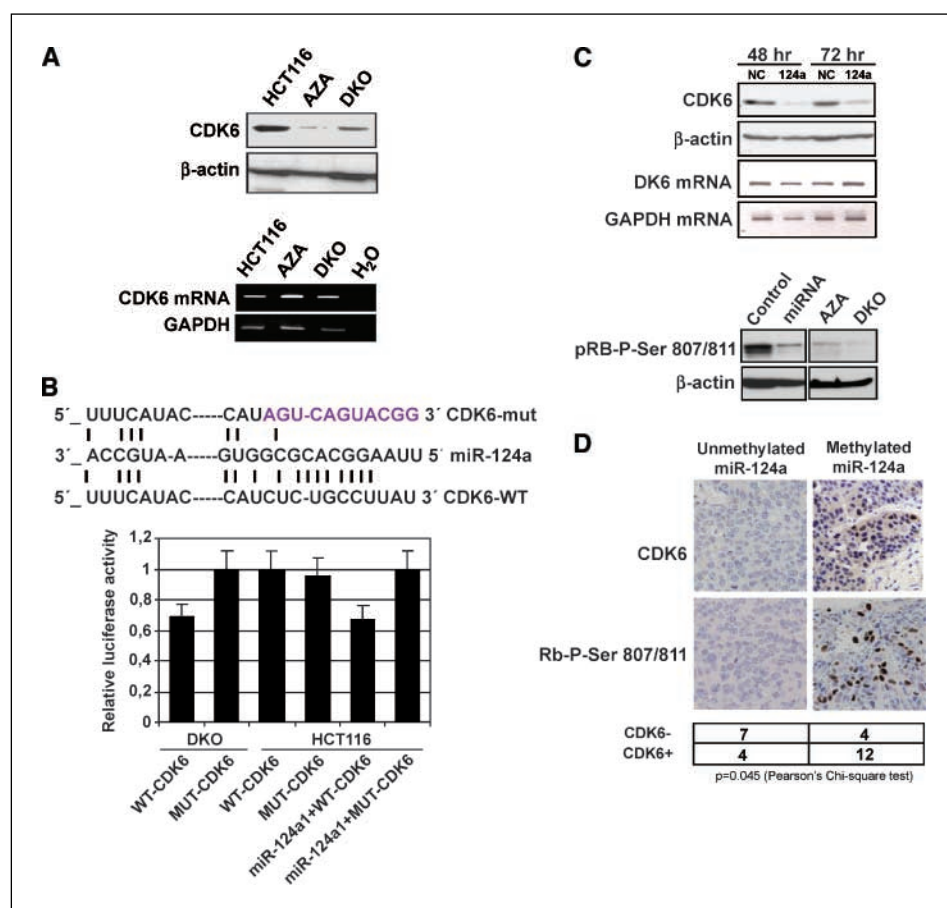 A
HCT116 AZA DKO
CDK6
β-actin
HCT116 AZA DKO H2O
CDK6 mRNA
GAPDH
B
5´_ UUUCAUAC-----CAUAGU-CAGUACGG 3´ CDK6-mut
3´_ ACCGUA-A-----GUGGCGCACGGAAUU 5´ miR-124a
5´_ UUUCAUAC-----CAUCUC-UGCCUUAU 3´ CDK6-WT
Relative luciferase activity
1,2
1
0,8
0,6
0,4
0,2
0
WT-CDK6 MUT-CDK6 WT-CDK6 MUT-CDK6 miR-124a1+WT-CDK6 miR-124a1+MUT-CDK6
DKO HCT116
C
48 hr 72 hr
NC 124a NC 124a
CDK6
β-actin
DK6 mRNA
GAPDH mRNA
Control miRNA AZA DKO
pRB-P-Ser 807/811
β-actin
D
Unmethylated miR-124a Methylated miR-124a
CDK6
Rb-P-Ser 807/811
CDK6- 7 4
CDK6+ 4 12
p=0.045 (Pearson's Chi-square test)